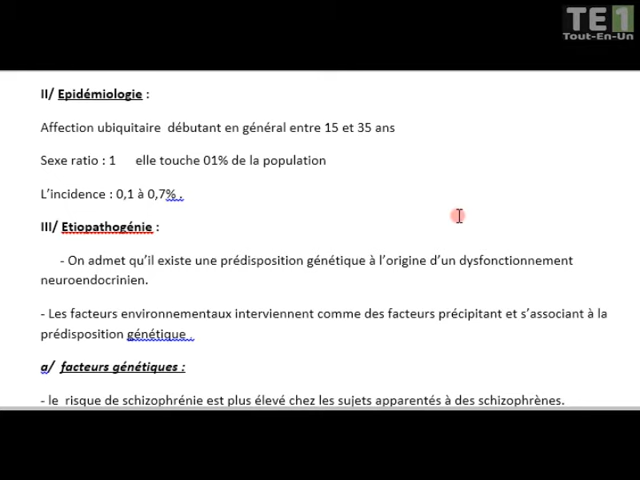 TE1
Tout-En-Un
II/ Epidémiologie :
Affection ubiquitaire débutant en général entre 15 et 35 ans
Sexe ratio : 1 elle touche 01% de la population
L'incidence : 0,1 à 0,7% .
III/ Etiopathogénie :
- On admet qu'il existe une prédisposition génétique à l'origine d'un dysfonctionnement
neuroendocrinien.
- Les facteurs environnementaux interviennent comme des facteurs précipitant et s'associant à la
prédisposition génétique .
a/ facteurs génétiques :
- le risque de schizophrénie est plus élevé chez les sujets apparentés à des schizophrènes.